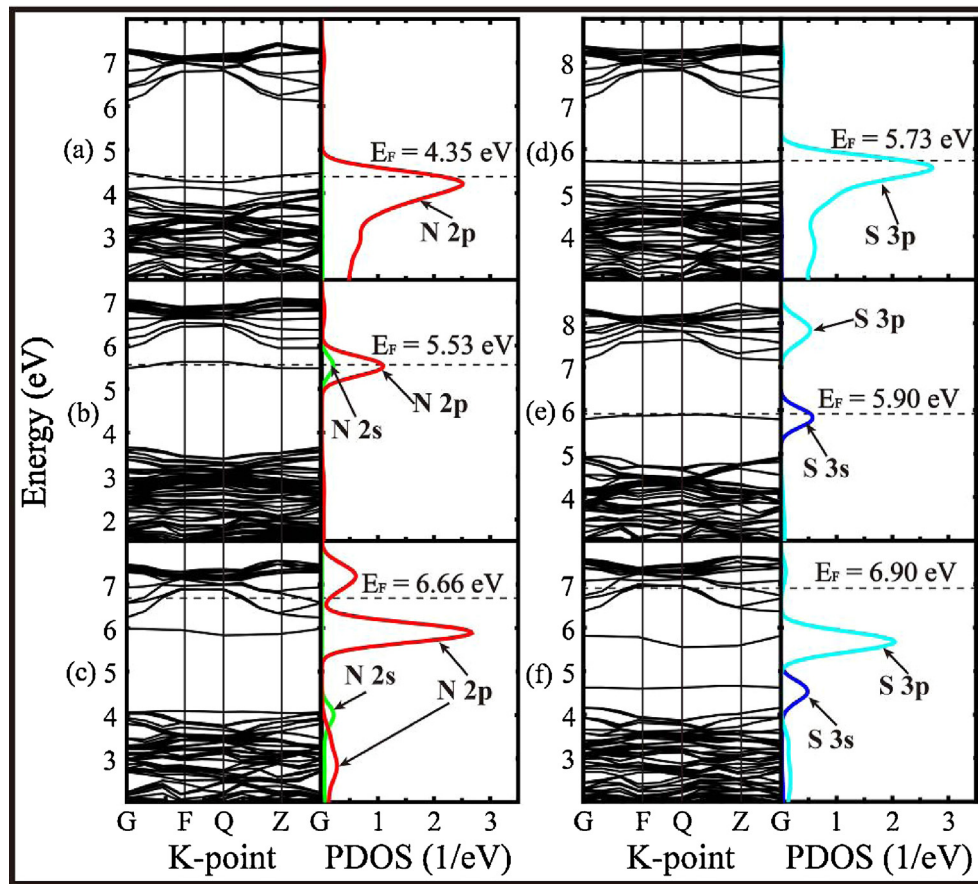 7
6
5
4
3
(a)
E_F = 4.35 eV
N 2p
8
7
6
5
4
(d)
E_F = 5.73 eV
S 3p
7
6
5
4
3
2
(b)
E_F = 5.53 eV
N 2p
N 2s
8
7
6
5
4
(e)
S 3p
E_F = 5.90 eV
S 3s
7
6
5
4
3
(c)
E_F = 6.66 eV
N 2s
N 2p
7
6
5
4
3
(f)
E_F = 6.90 eV
S 3p
S 3s
Energy (eV)
G F Q Z G 1 2 3
G F Q Z G 1 2 3
K-point PDOS (1/eV)
K-point PDOS (1/eV)